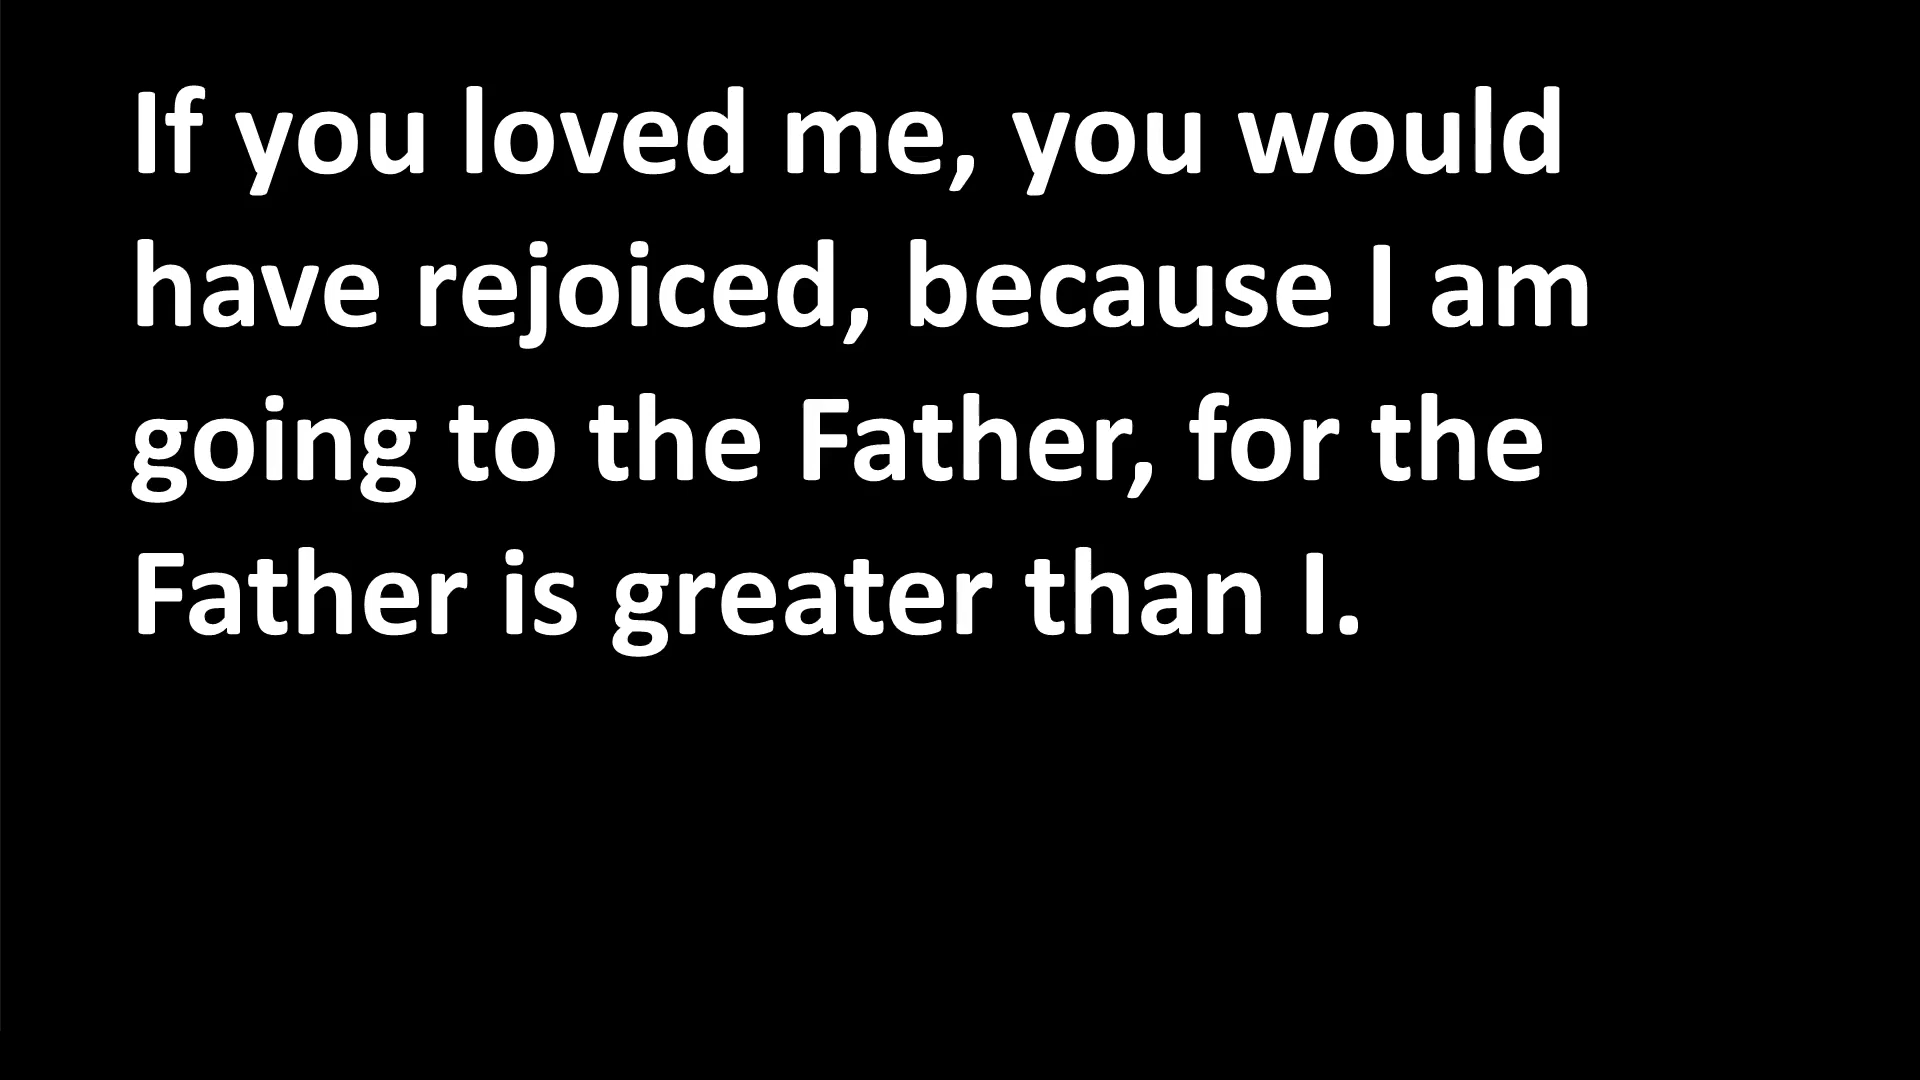 If you loved me, you would
have rejoiced, because I am
going to the Father, for the
Father is greater than I.